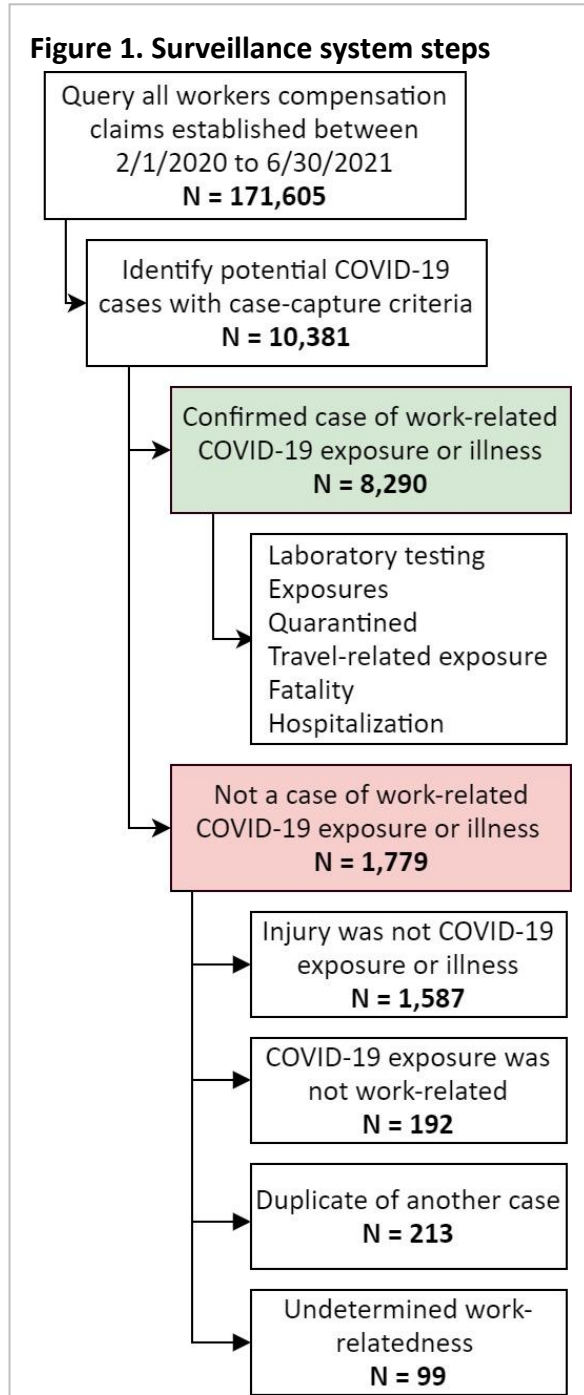 Figure 1. Surveillance system steps
Query all workers compensation
claims established between
2/1/2020 to 6/30/2021
N = 171,605
Identify potential COVID-19
cases with case-capture criteria
N = 10,381
Confirmed case of work-related
COVID-19 exposure or illness
N = 8,290
Laboratory testing
Exposures
Quarantined
Travel-related exposure
Fatality
Hospitalization
Not a case of work-related
COVID-19 exposure or illness
N = 1,779
Injury was not COVID-19
exposure or illness
N = 1,587
COVID-19 exposure was
not work-related
N = 192
Duplicate of another case
N = 213
Undetermined work-
relatedness
N = 99